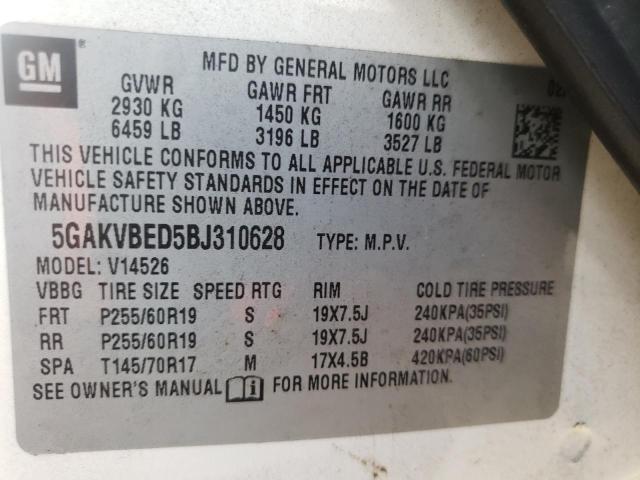 GM ®
MFD BY GENERAL MOTORS LLC
GVWR GAWR FRT GAWR RR
2930 KG 1450 KG 1600 KG
6459 LB 3196 LB 3527 LB
THIS VEHICLE CONFORMS TO ALL APPLICABLE U.S. FEDERAL MOTOR
VEHICLE SAFETY STANDARDS IN EFFECT ON THE DATE OF
MANUFACTURE SHOWN ABOVE.
5GAKVBED5BJ310628 TYPE: M.P.V.
MODEL: V14526
VBBG TIRE SIZE SPEED RTG RIM COLD TIRE PRESSURE
FRT P255/60R19 S 19X7.5J 240KPA(35PSI)
RR P255/60R19 S 19X7.5J 240KPA(35PSI)
SPA T145/70R17 M 17X4.5B 420KPA(60PSI)
SEE OWNER'S MANUAL FOR MORE INFORMATION.